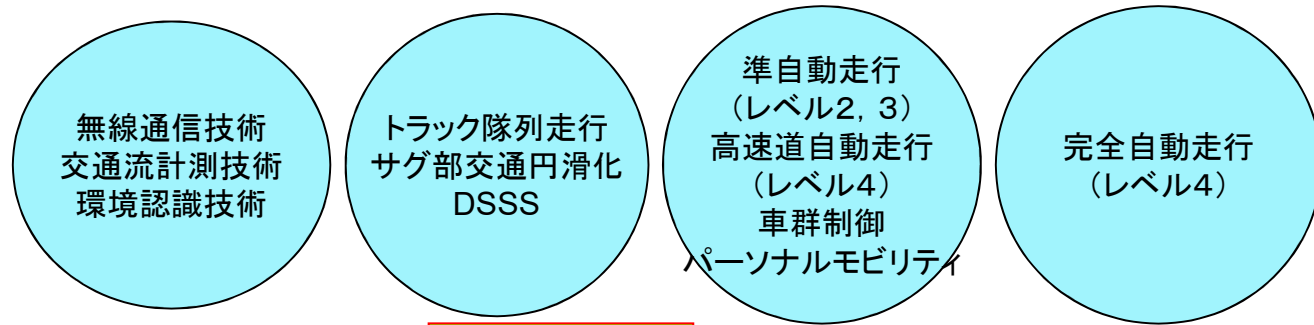 無線通信技術
交通流計測技術
環境認識技術
トラック隊列走行
サグ部交通円滑化
DSSS
準自動走行
（レベル２，３）
高速道自動走行
（レベル４）
車群制御
パーソナルモビリティ
完全自動走行
（レベル４）